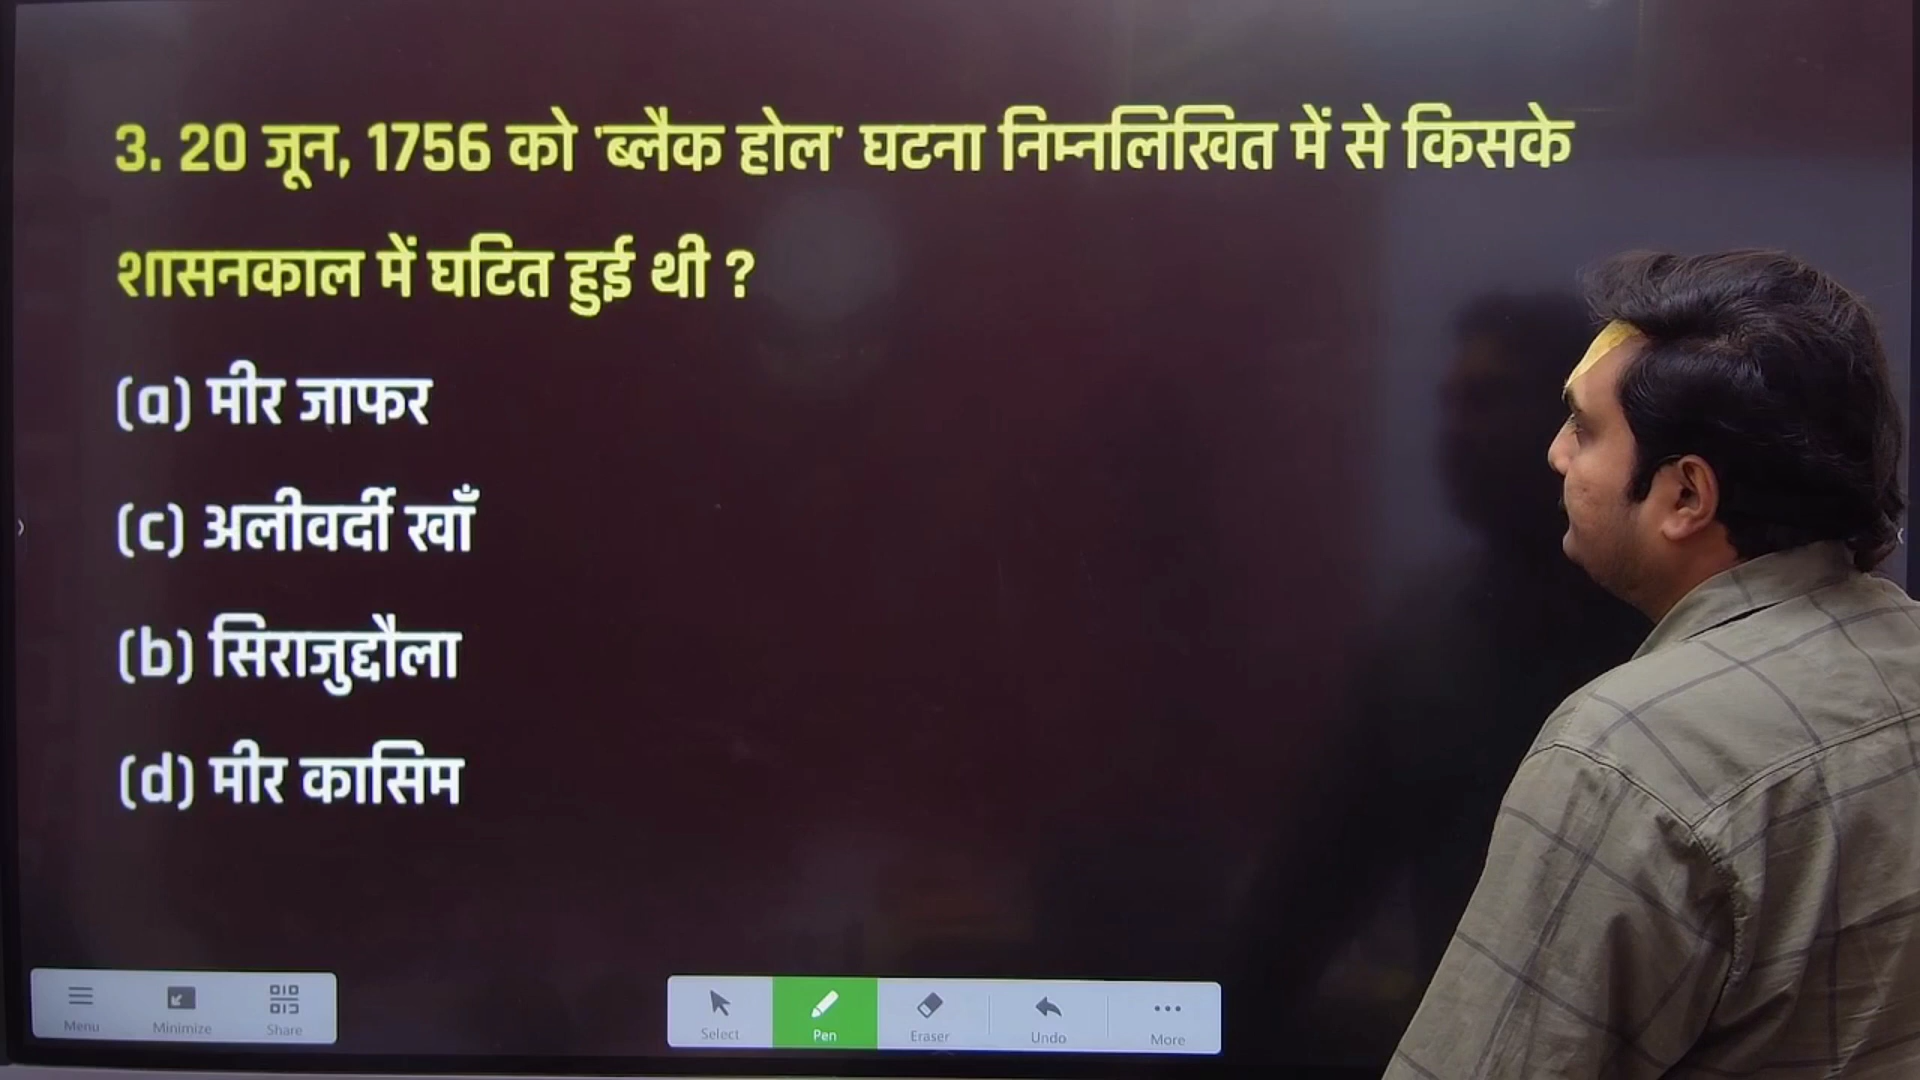 3. 20 जून, 1756 को 'ब्लैक होल' घटना निम्नलिखित में से किसके
शासनकाल में घटित हुई थी ?
(a) मीर जाफर
(c) अलीवर्दी खाँ
(b) सिराजुद्दौला
(d) मीर कासिम
Menu Minimize Share Select Pen Eraser Undo More